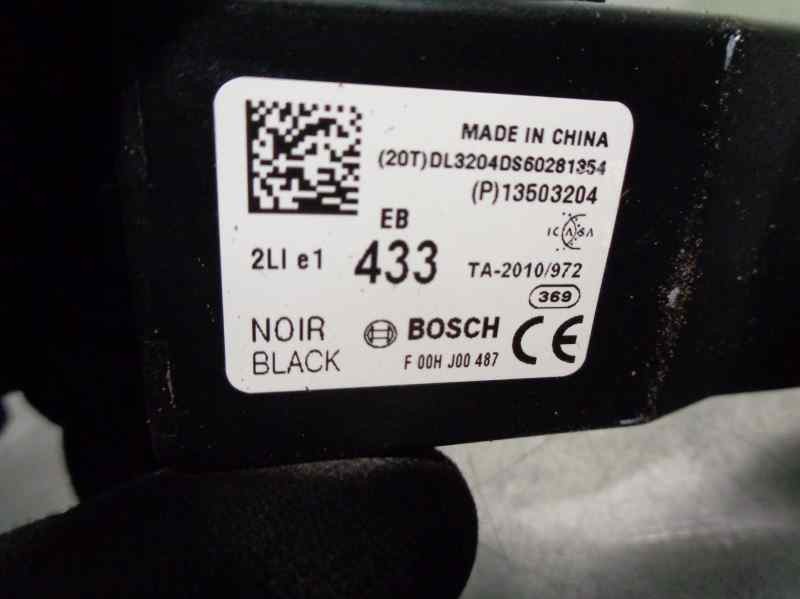 MADE IN CHINA
(20T)DL3204DS60281354
(P)13503204
ICASA
EB
2LI e1 433 TA-2010/972
369
NOIR BOSCH CE
BLACK F 00H J00 487